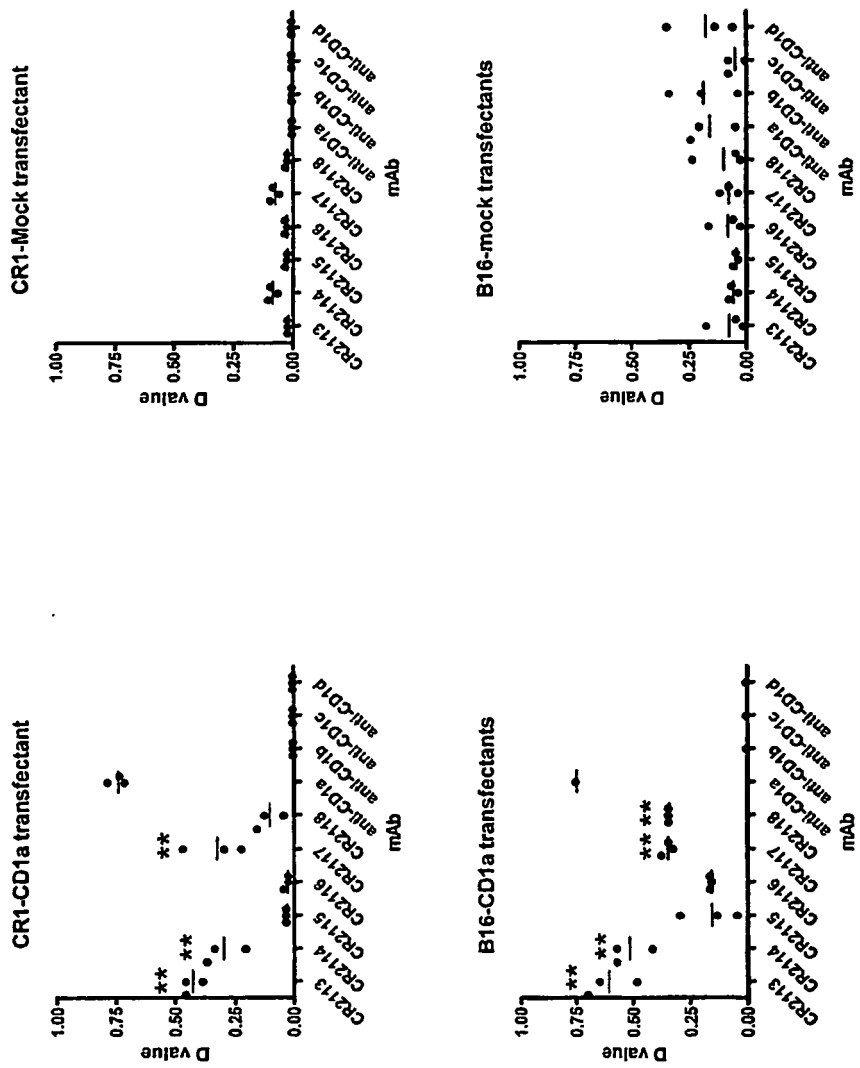 CR1-CD1a transfectant
D value
1.00
0.75
0.50
0.25
0.00
**
**
**
CR2113
CR2114
CR2115
CR2116
CR2117
CR2118
anti-CD1a
anti-CD1b
anti-CD1c
anti-CD1d
mAb
CR1-Mock transfectant
D value
1.00
0.75
0.50
0.25
0.00
CR2113
CR2114
CR2115
CR2116
CR2117
CR2118
anti-CD1a
anti-CD1b
anti-CD1c
anti-CD1d
mAb
B16-CD1a transfectants
D value
1.00
0.75
0.50
0.25
0.00
**
**
**
**
CR2113
CR2114
CR2115
CR2116
CR2117
CR2118
anti-CD1a
anti-CD1b
anti-CD1c
anti-CD1d
mAb
B16-mock transfectants
D value
1.00
0.75
0.50
0.25
0.00
CR2113
CR2114
CR2115
CR2116
CR2117
CR2118
anti-CD1a
anti-CD1b
anti-CD1c
anti-CD1d
mAb